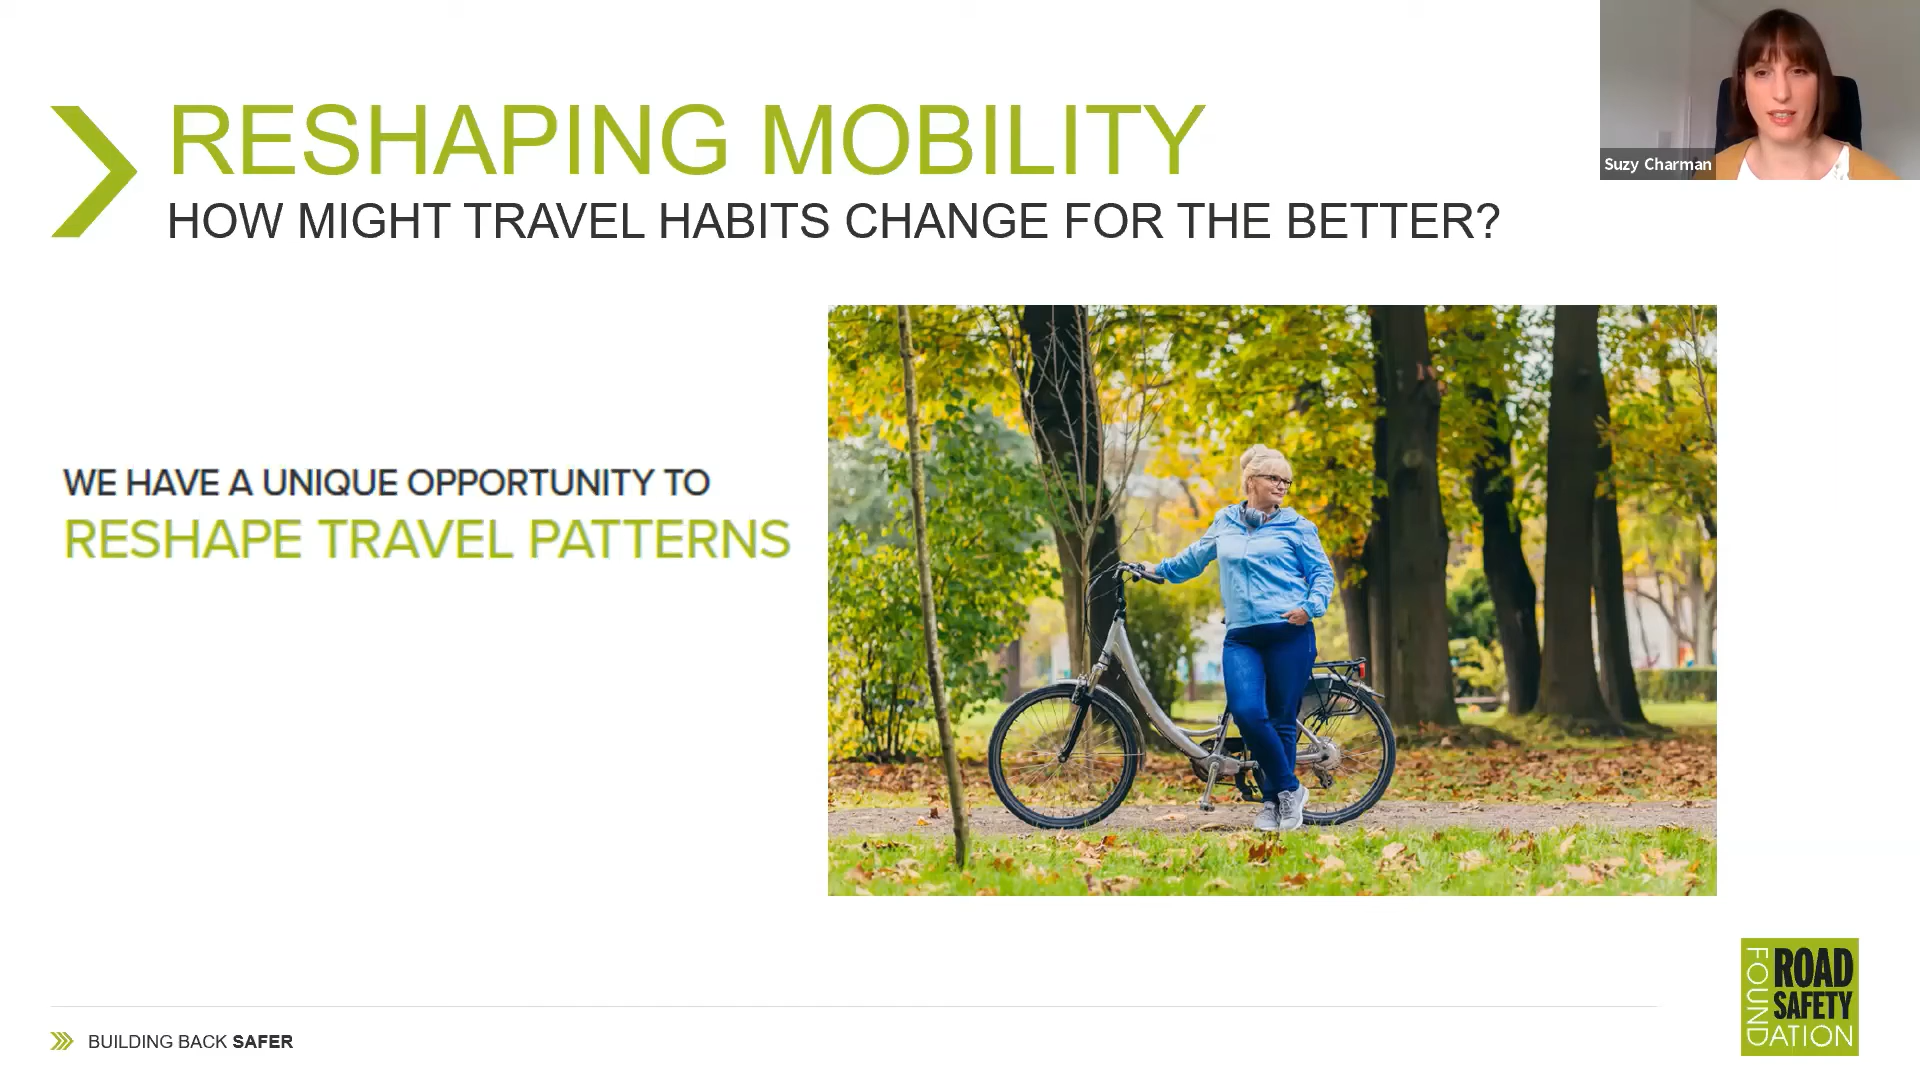 RESHAPING MOBILITY
HOW MIGHT TRAVEL HABITS CHANGE FOR THE BETTER?
Suzy Charman
WE HAVE A UNIQUE OPPORTUNITY TO
RESHAPE TRAVEL PATTERNS
BUILDING BACK SAFER
ROAD
SAFETY
FOUNDATION